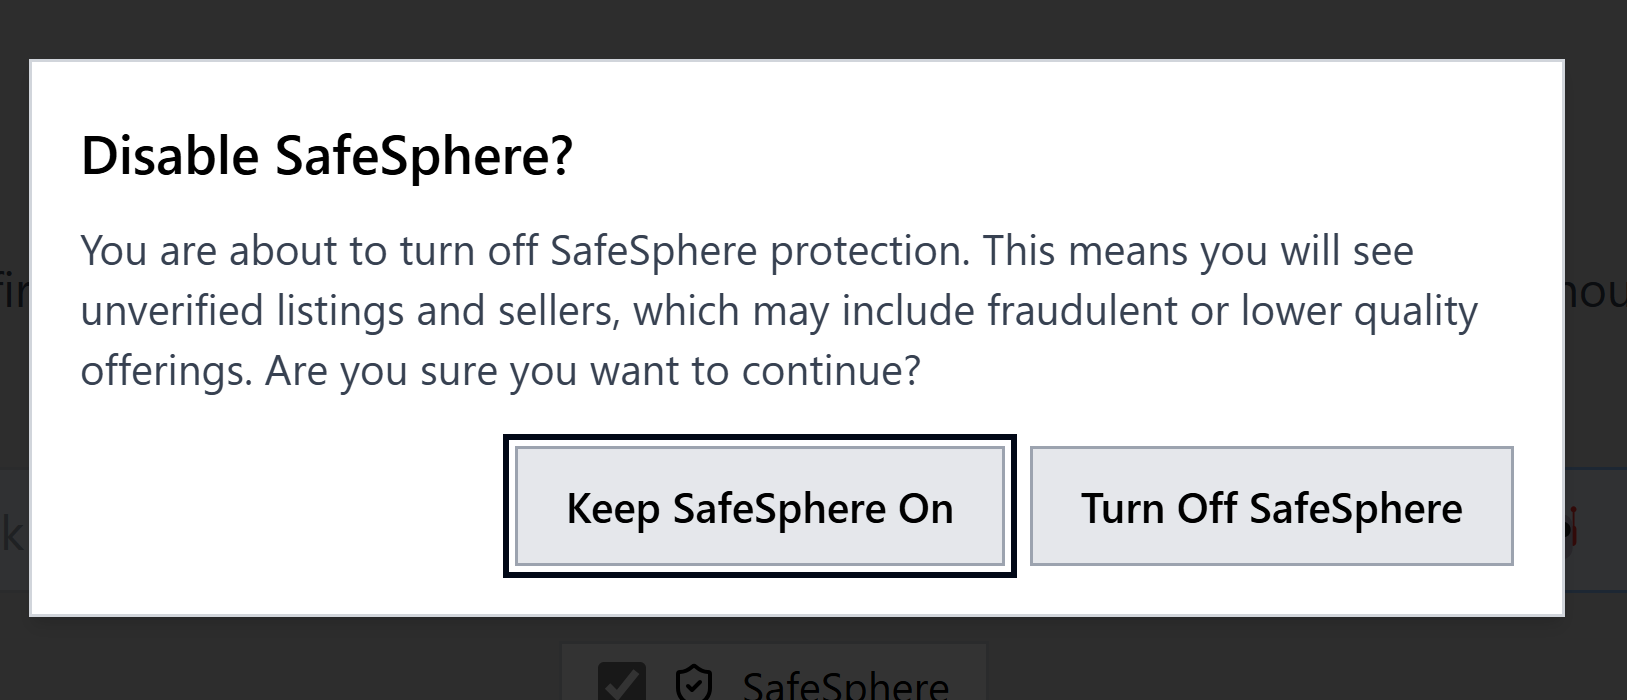 Disable SafeSphere?
You are about to turn off SafeSphere protection. This means you will see
unverified listings and sellers, which may include fraudulent or lower quality
offerings. Are you sure you want to continue?
Keep SafeSphere On
Turn Off SafeSphere
SafeSphere